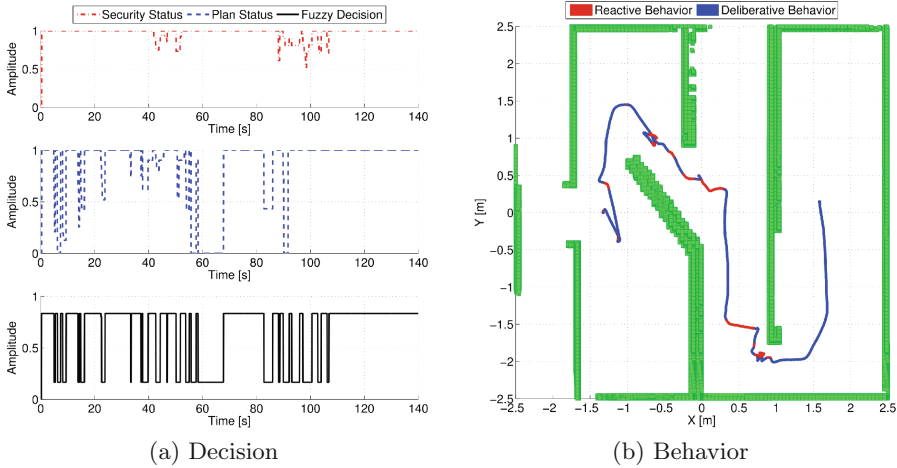 Security Status Plan Status Fuzzy Decision
Amplitude
1
0.5
0
0 20 40 60 80 100 120 140
Time [s]
Amplitude
1
0.5
0
0 20 40 60 80 100 120 140
Time [s]
Amplitude
1
0.5
0
0 20 40 60 80 100 120 140
Time [s]
(a) Decision
Reactive Behavior Deliberative Behavior
Y [m]
2.5
2
1.5
1
0.5
0
−0.5
−1
−1.5
−2
−2.5
−2.5 −2 −1.5 −1 −0.5 0 0.5 1 1.5 2 2.5
X [m]
(b) Behavior